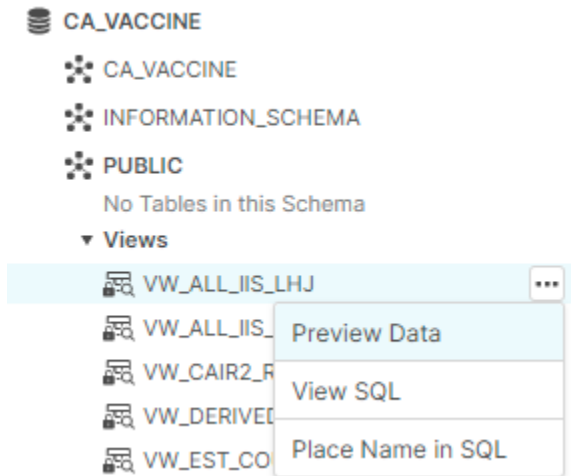 CA_VACCINE
CA_VACCINE
INFORMATION_SCHEMA
PUBLIC
No Tables in this Schema
Views
VW_ALL_IIS_LHJ
VW_ALL_IIS_
Preview Data
VW_CAIR2_R
View SQL
VW_DERIVED
Place Name in SQL
VW_EST_CO